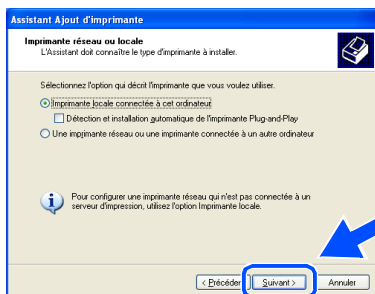 Assistant Ajout d'imprimante
Imprimante réseau ou locale
L'Assistant doit connaître le type d'imprimante à installer.
Sélectionnez l'option qui décrit l'imprimante que vous voulez utiliser.
Imprimante locale connectée à cet ordinateur
Détection et installation automatique de l'imprimante Plug-and-Play
Une imprimante réseau ou une imprimante connectée à un autre ordinateur
Pour configurer une imprimante réseau qui n'est pas connectée à un
serveur d'impression, utilisez l'option Imprimante locale.
< Précédent Suivant > Annuler